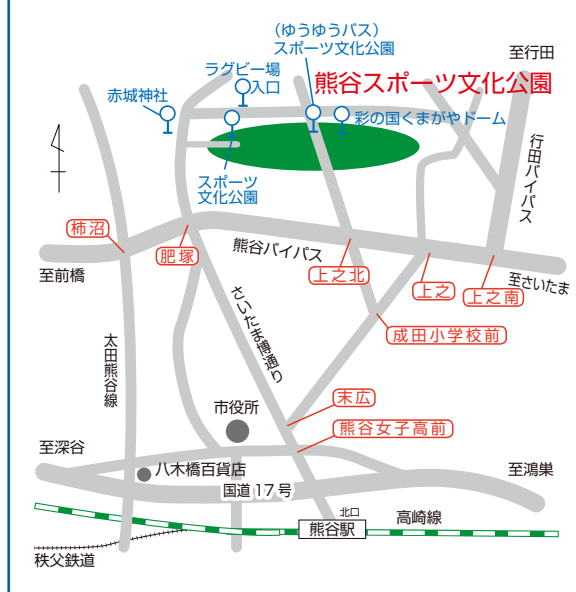 (ゆうゆうバス)
スポーツ文化公園
至行田
ラグビー場
入口
熊谷スポーツ文化公園
赤城神社
彩の国くまがやドーム
行田バイパス
スポーツ
文化公園
柿沼
肥塚
熊谷バイパス
上之北
上之
上之南
至さいたま
至前橋
さいたま博通り
太田熊谷線
成田小学校前
末広
市役所
熊谷女子高前
至深谷
八木橋百貨店
国道17号
至鴻巣
北口
熊谷駅
高崎線
秩父鉄道